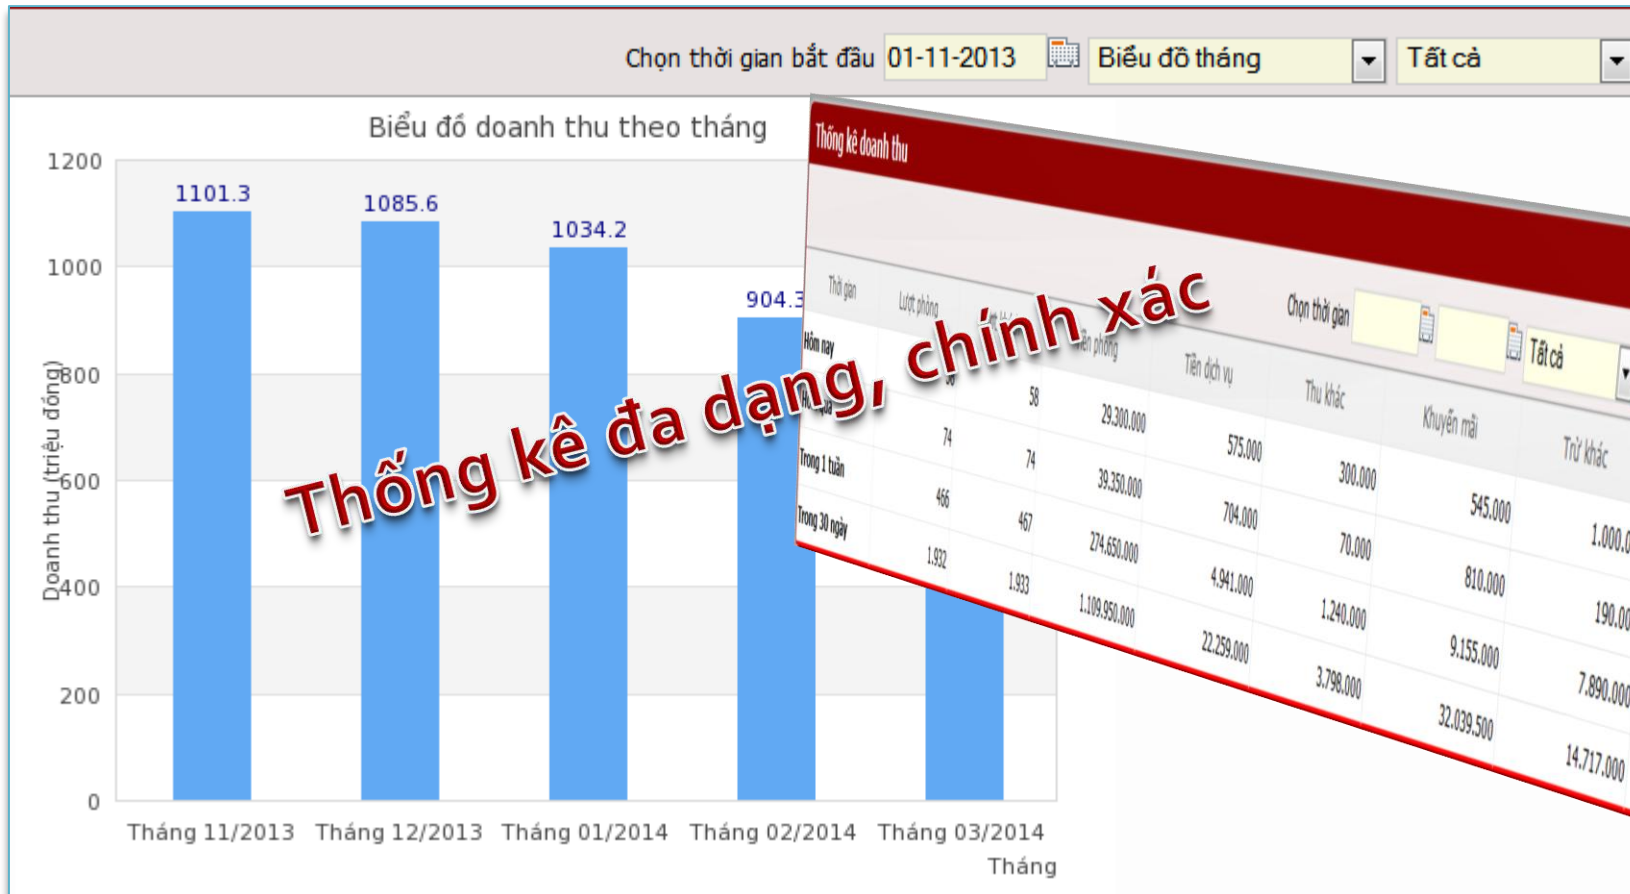 Chọn thời gian bắt đầu 01-11-2013 Biểu đồ tháng Tất cả
Biểu đồ doanh thu theo tháng
1200
1000
800
600
400
200
0
Doanh thu (triệu đồng)
1101.3
1085.6
1034.2
904.3
Tháng 11/2013 Tháng 12/2013 Tháng 01/2014 Tháng 02/2014 Tháng 03/2014
Tháng
Thống kê đa dạng, chính xác
Thống kê doanh thu
Chọn thời gian Tất cả
Thời gian Lượt phòng phòng Tiền dịch vụ Thu khác Khuyến mãi Trừ khác
Hôm nay 58 29.300.000 575.000 300.000 545.000 1.000.0
74 74 39.350.000 704.000 70.000 810.000 190.00
Trong 1 tuần 466 467 274.650.000 4.941.000 1.240.000 9.155.000 7.890.000
Trong 30 ngày 1.932 1.933 1.109.950.000 22.259.000 3.798.000 32.039.500 14.717.000